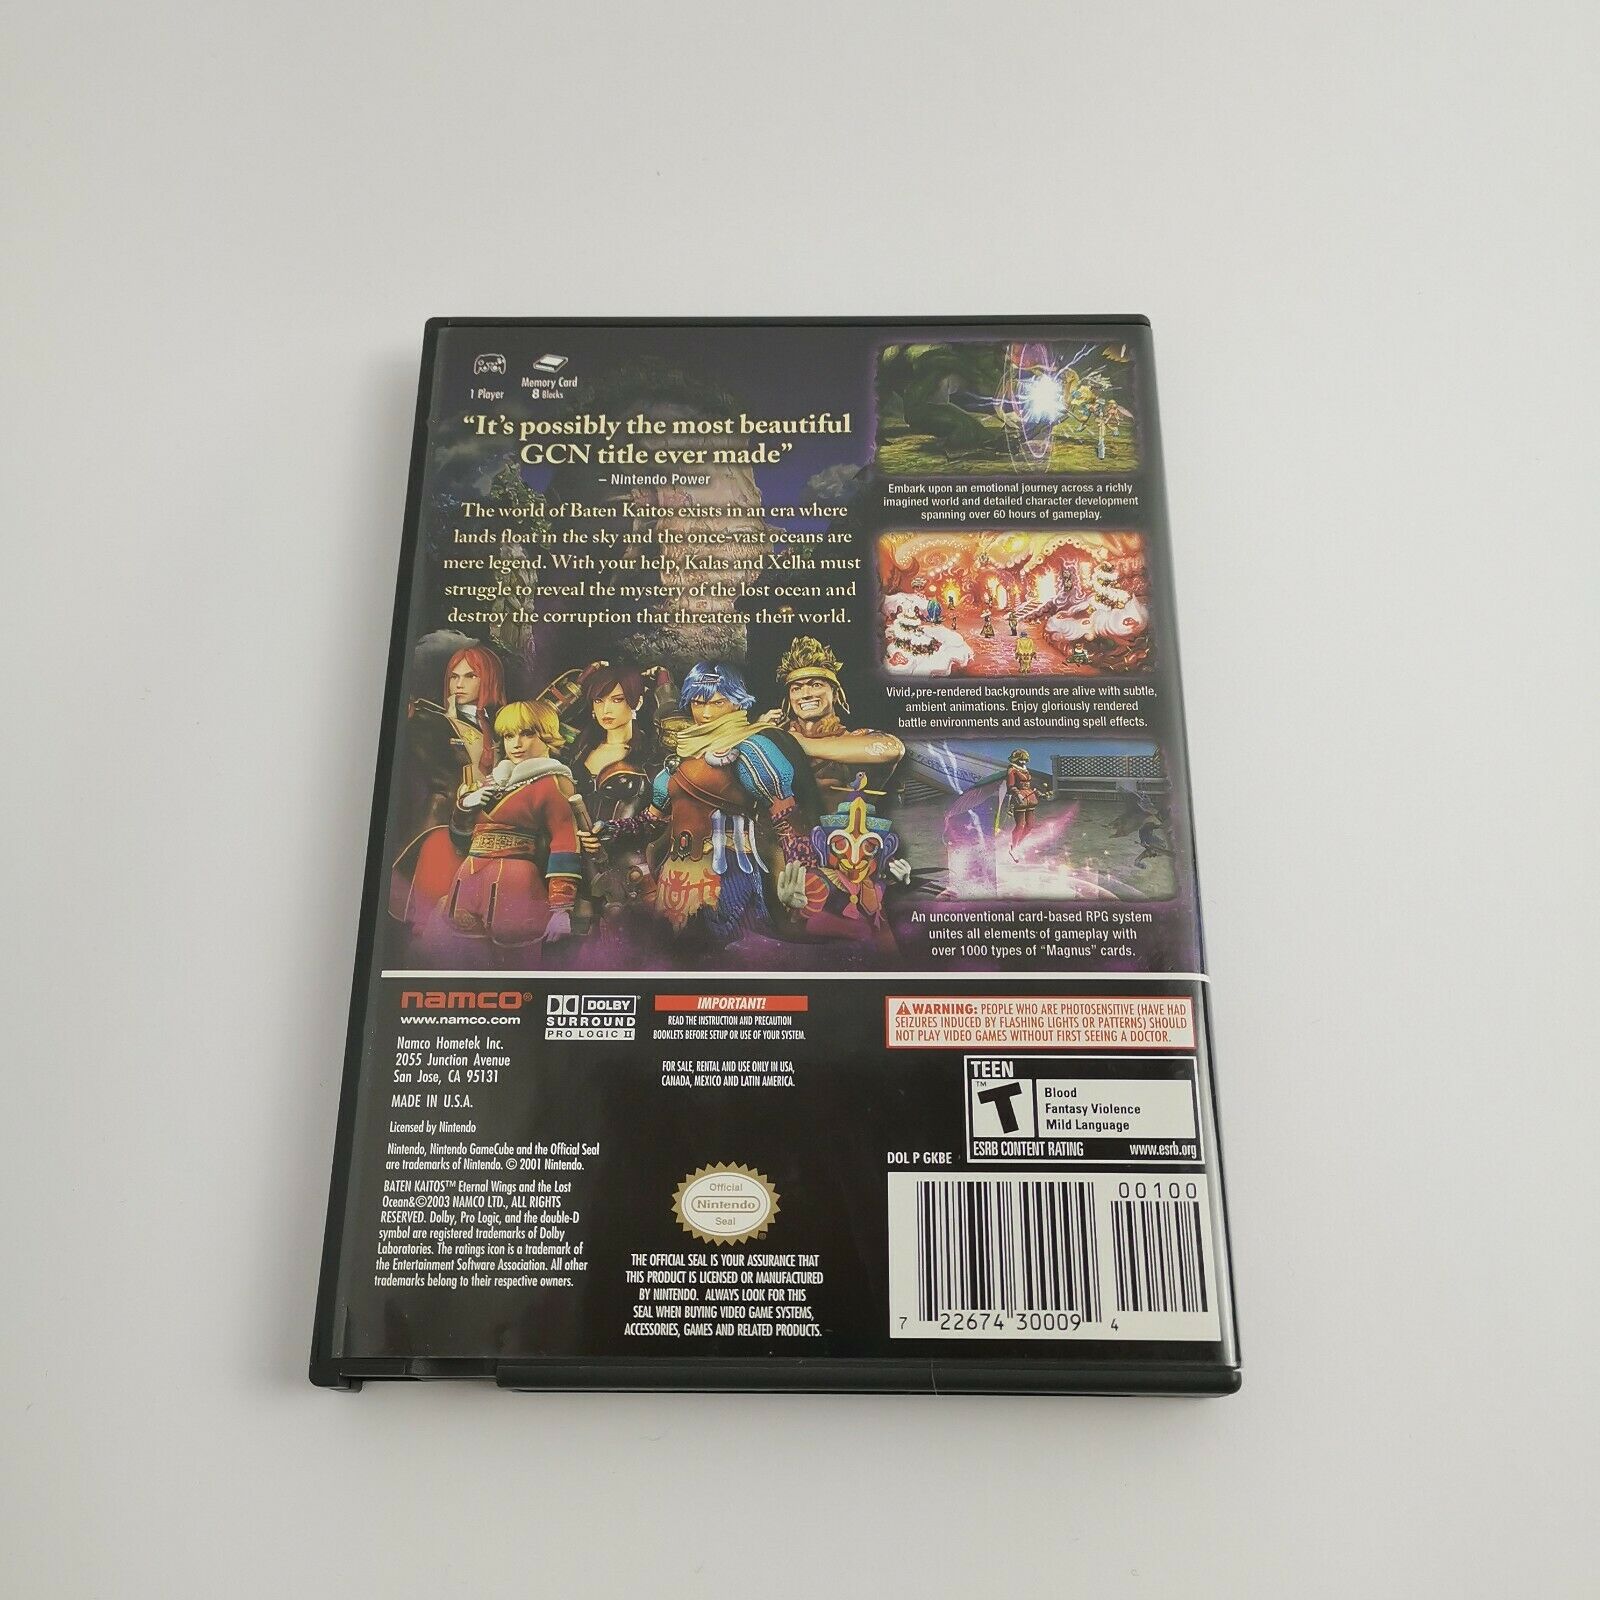 1 Player
Memory Card
8 Blocks
“It's possibly the most beautiful
GCN title ever made”
– Nintendo Power
The world of Baten Kaitos exists in an era where
lands float in the sky and the once-vast oceans are
mere legend. With your help, Kalas and Xelha must
struggle to reveal the mystery of the lost ocean and
destroy the corruption that threatens their world.
Embark upon an emotional journey across a richly
imagined world and detailed character development
spanning over 60 hours of gameplay.
Vivid, pre-rendered backgrounds are alive with subtle,
ambient animations. Enjoy gloriously rendered
battle environments and astounding spell effects.
An unconventional card-based RPG system
unites all elements of gameplay with
over 1000 types of “Magnus” cards.
namco®
www.namco.com
Namco Hometek Inc.
2055 Junction Avenue
San Jose, CA 95131
MADE IN U.S.A.
Licensed by Nintendo
Nintendo, Nintendo GameCube and the Official Seal
are trademarks of Nintendo. © 2001 Nintendo.
BATEN KAITOS™ Eternal Wings and the Lost
Ocean&©2003 NAMCO LTD., ALL RIGHTS
RESERVED. Dolby, Pro Logic, and the double-D
symbol are registered trademarks of Dolby
Laboratories. The ratings icon is a trademark of
the Entertainment Software Association. All other
trademarks belong to their respective owners.
DOLBY
SURROUND
PRO LOGIC II
IMPORTANT!
READ THE INSTRUCTION AND PRECAUTION
BOOKLETS BEFORE SETUP OR USE OF YOUR SYSTEM.
FOR SALE, RENTAL AND USE ONLY IN USA,
CANADA, MEXICO AND LATIN AMERICA.
Official
Nintendo
Seal
THE OFFICIAL SEAL IS YOUR ASSURANCE THAT
THIS PRODUCT IS LICENSED OR MANUFACTURED
BY NINTENDO. ALWAYS LOOK FOR THIS
SEAL WHEN BUYING VIDEO GAME SYSTEMS,
ACCESSORIES, GAMES AND RELATED PRODUCTS.
WARNING: PEOPLE WHO ARE PHOTOSENSITIVE (HAVE HAD
SEIZURES INDUCED BY FLASHING LIGHTS OR PATTERNS) SHOULD
NOT PLAY VIDEO GAMES WITHOUT FIRST SEEING A DOCTOR.
TEEN
T™
Blood
Fantasy Violence
Mild Language
ESRB CONTENT RATING www.esrb.org
DOL P GKBE
00100
7 22674 30009 4